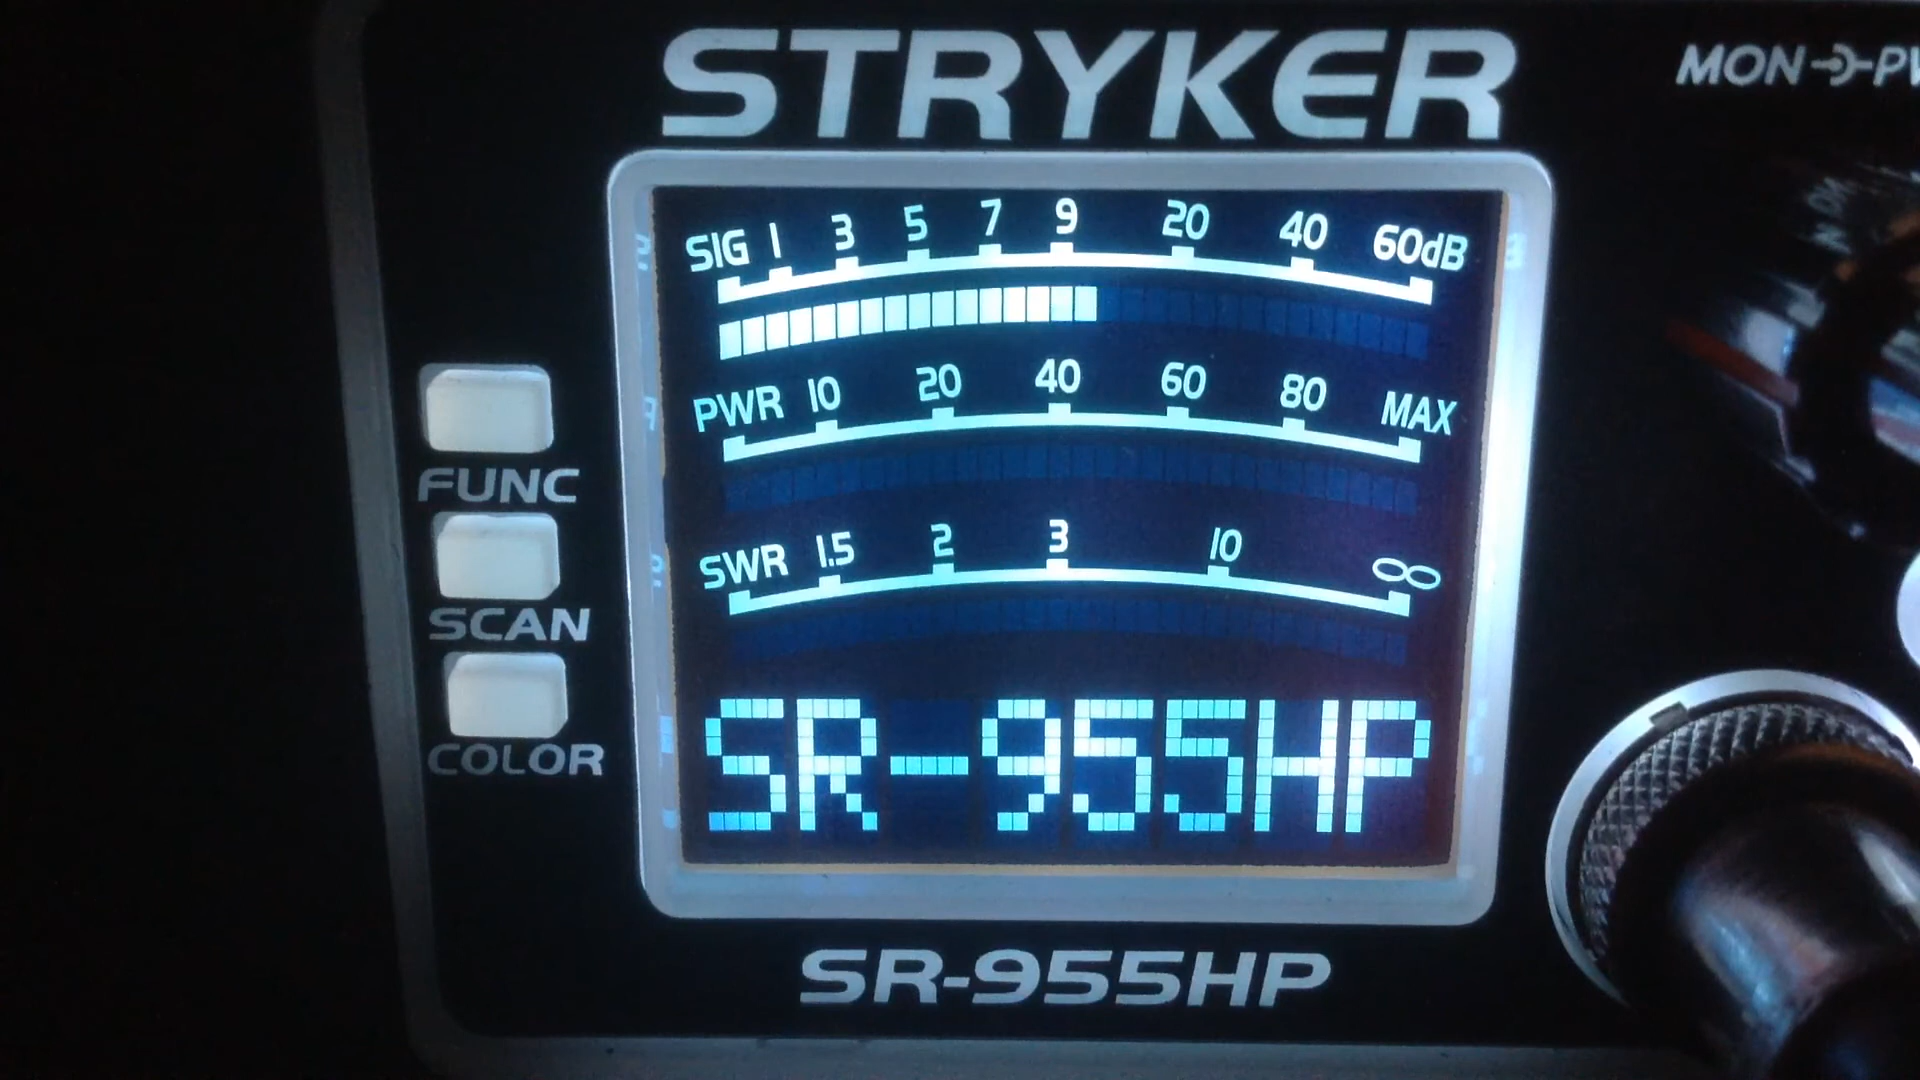 STRYKER
MON PW
SIG 1 3 5 7 9 20 40 60dB
PWR 10 20 40 60 80 MAX
SWR 1.5 2 3 10 ∞
FUNC
SCAN
COLOR
SR-955HP
SR-955HP